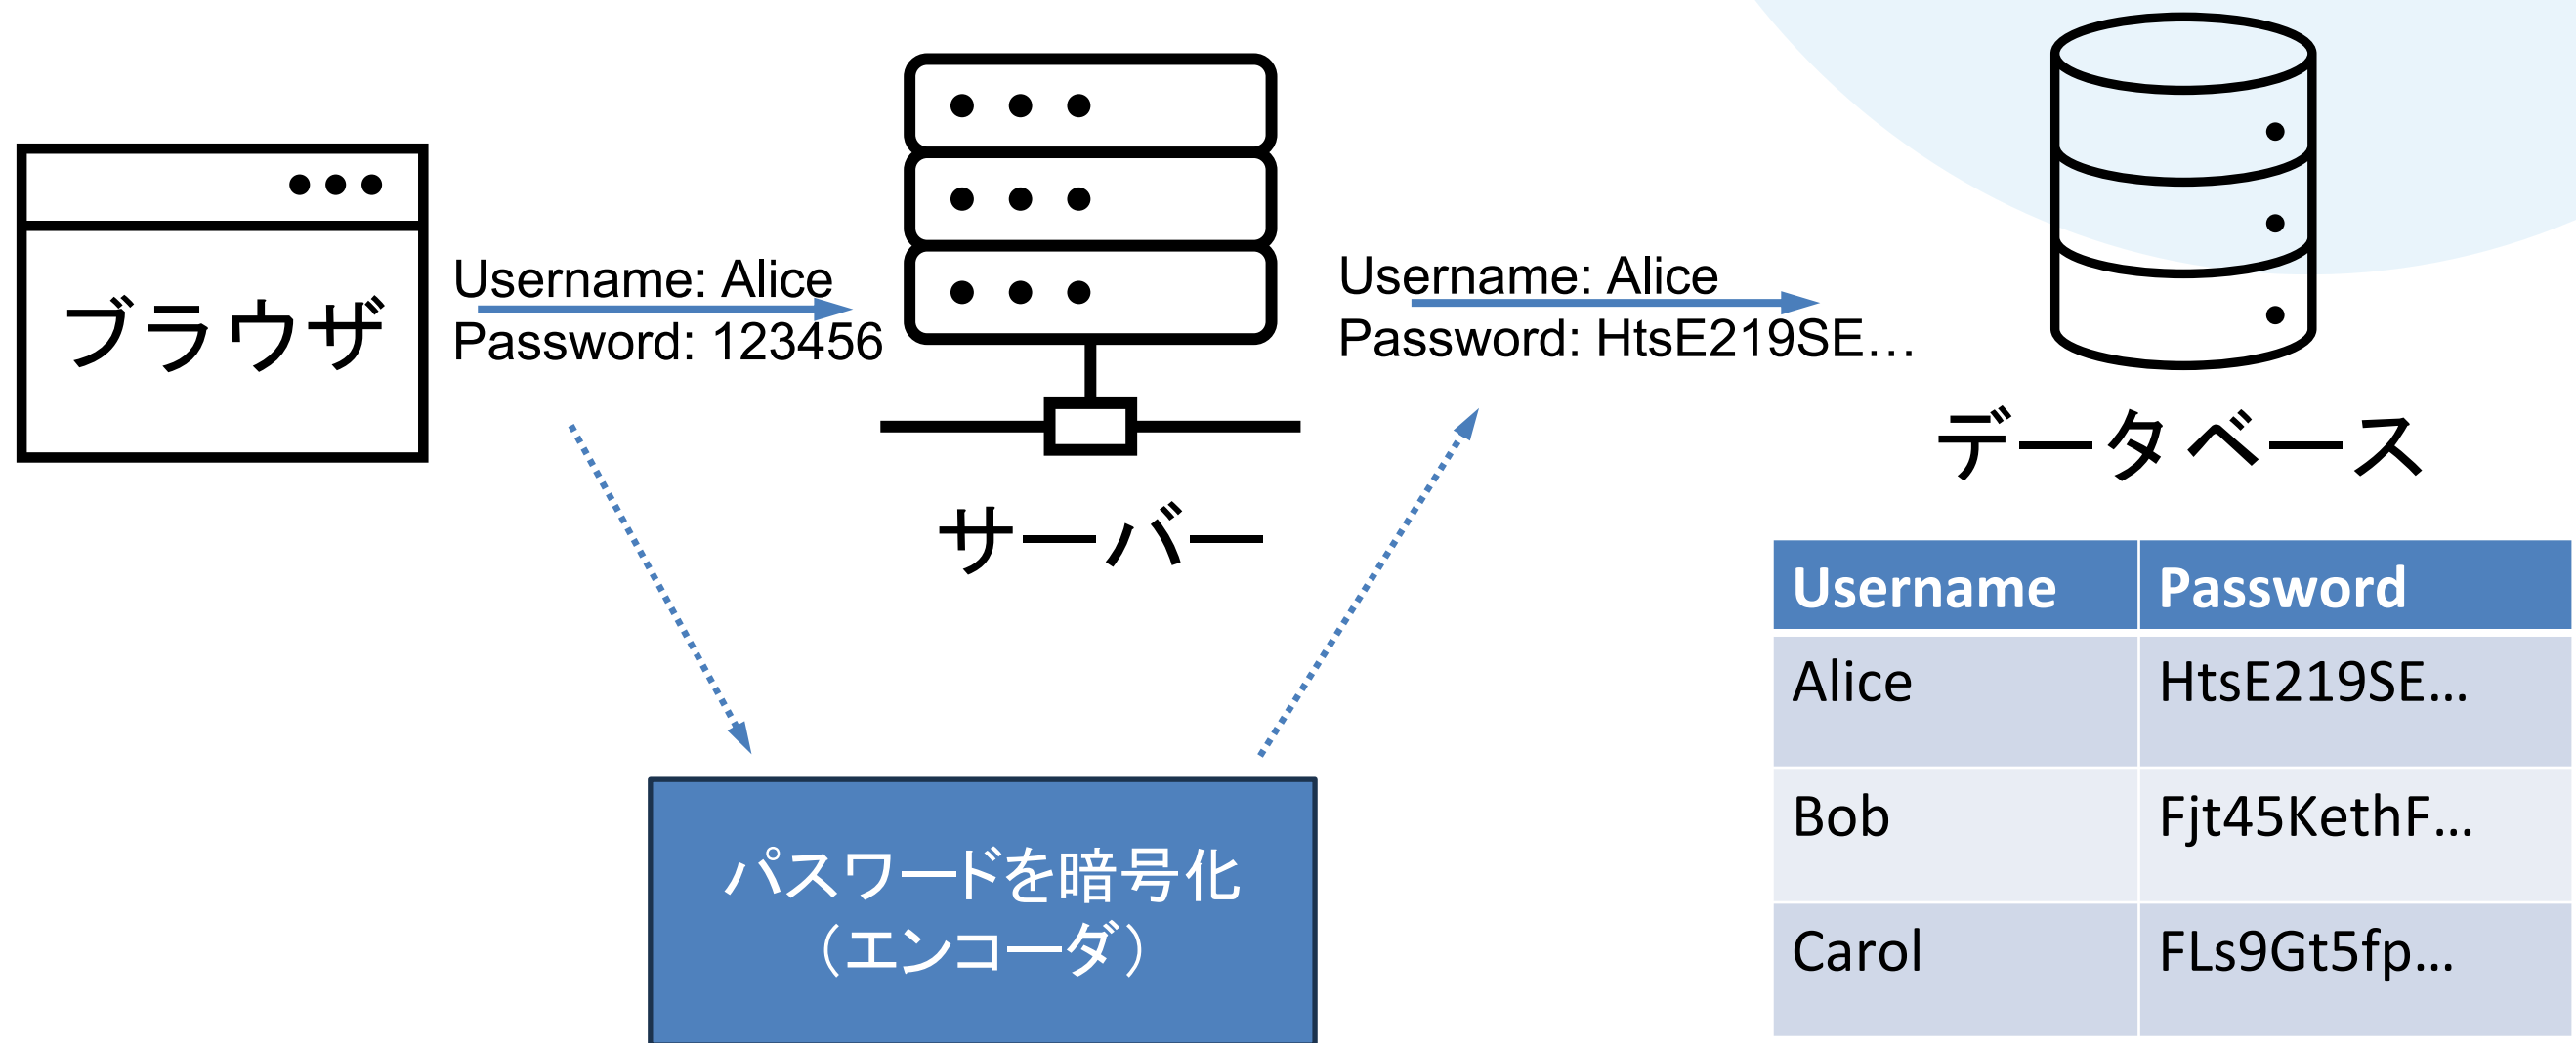 ブラウザ
Username: Alice
Password: 123456
サーバー
Username: Alice
Password: HtsE219SE…
データベース
パスワードを暗号化
（エンコーダ）
Username Password
Alice HtsE219SE…
Bob Fjt45KethF…
Carol FLs9Gt5fp…